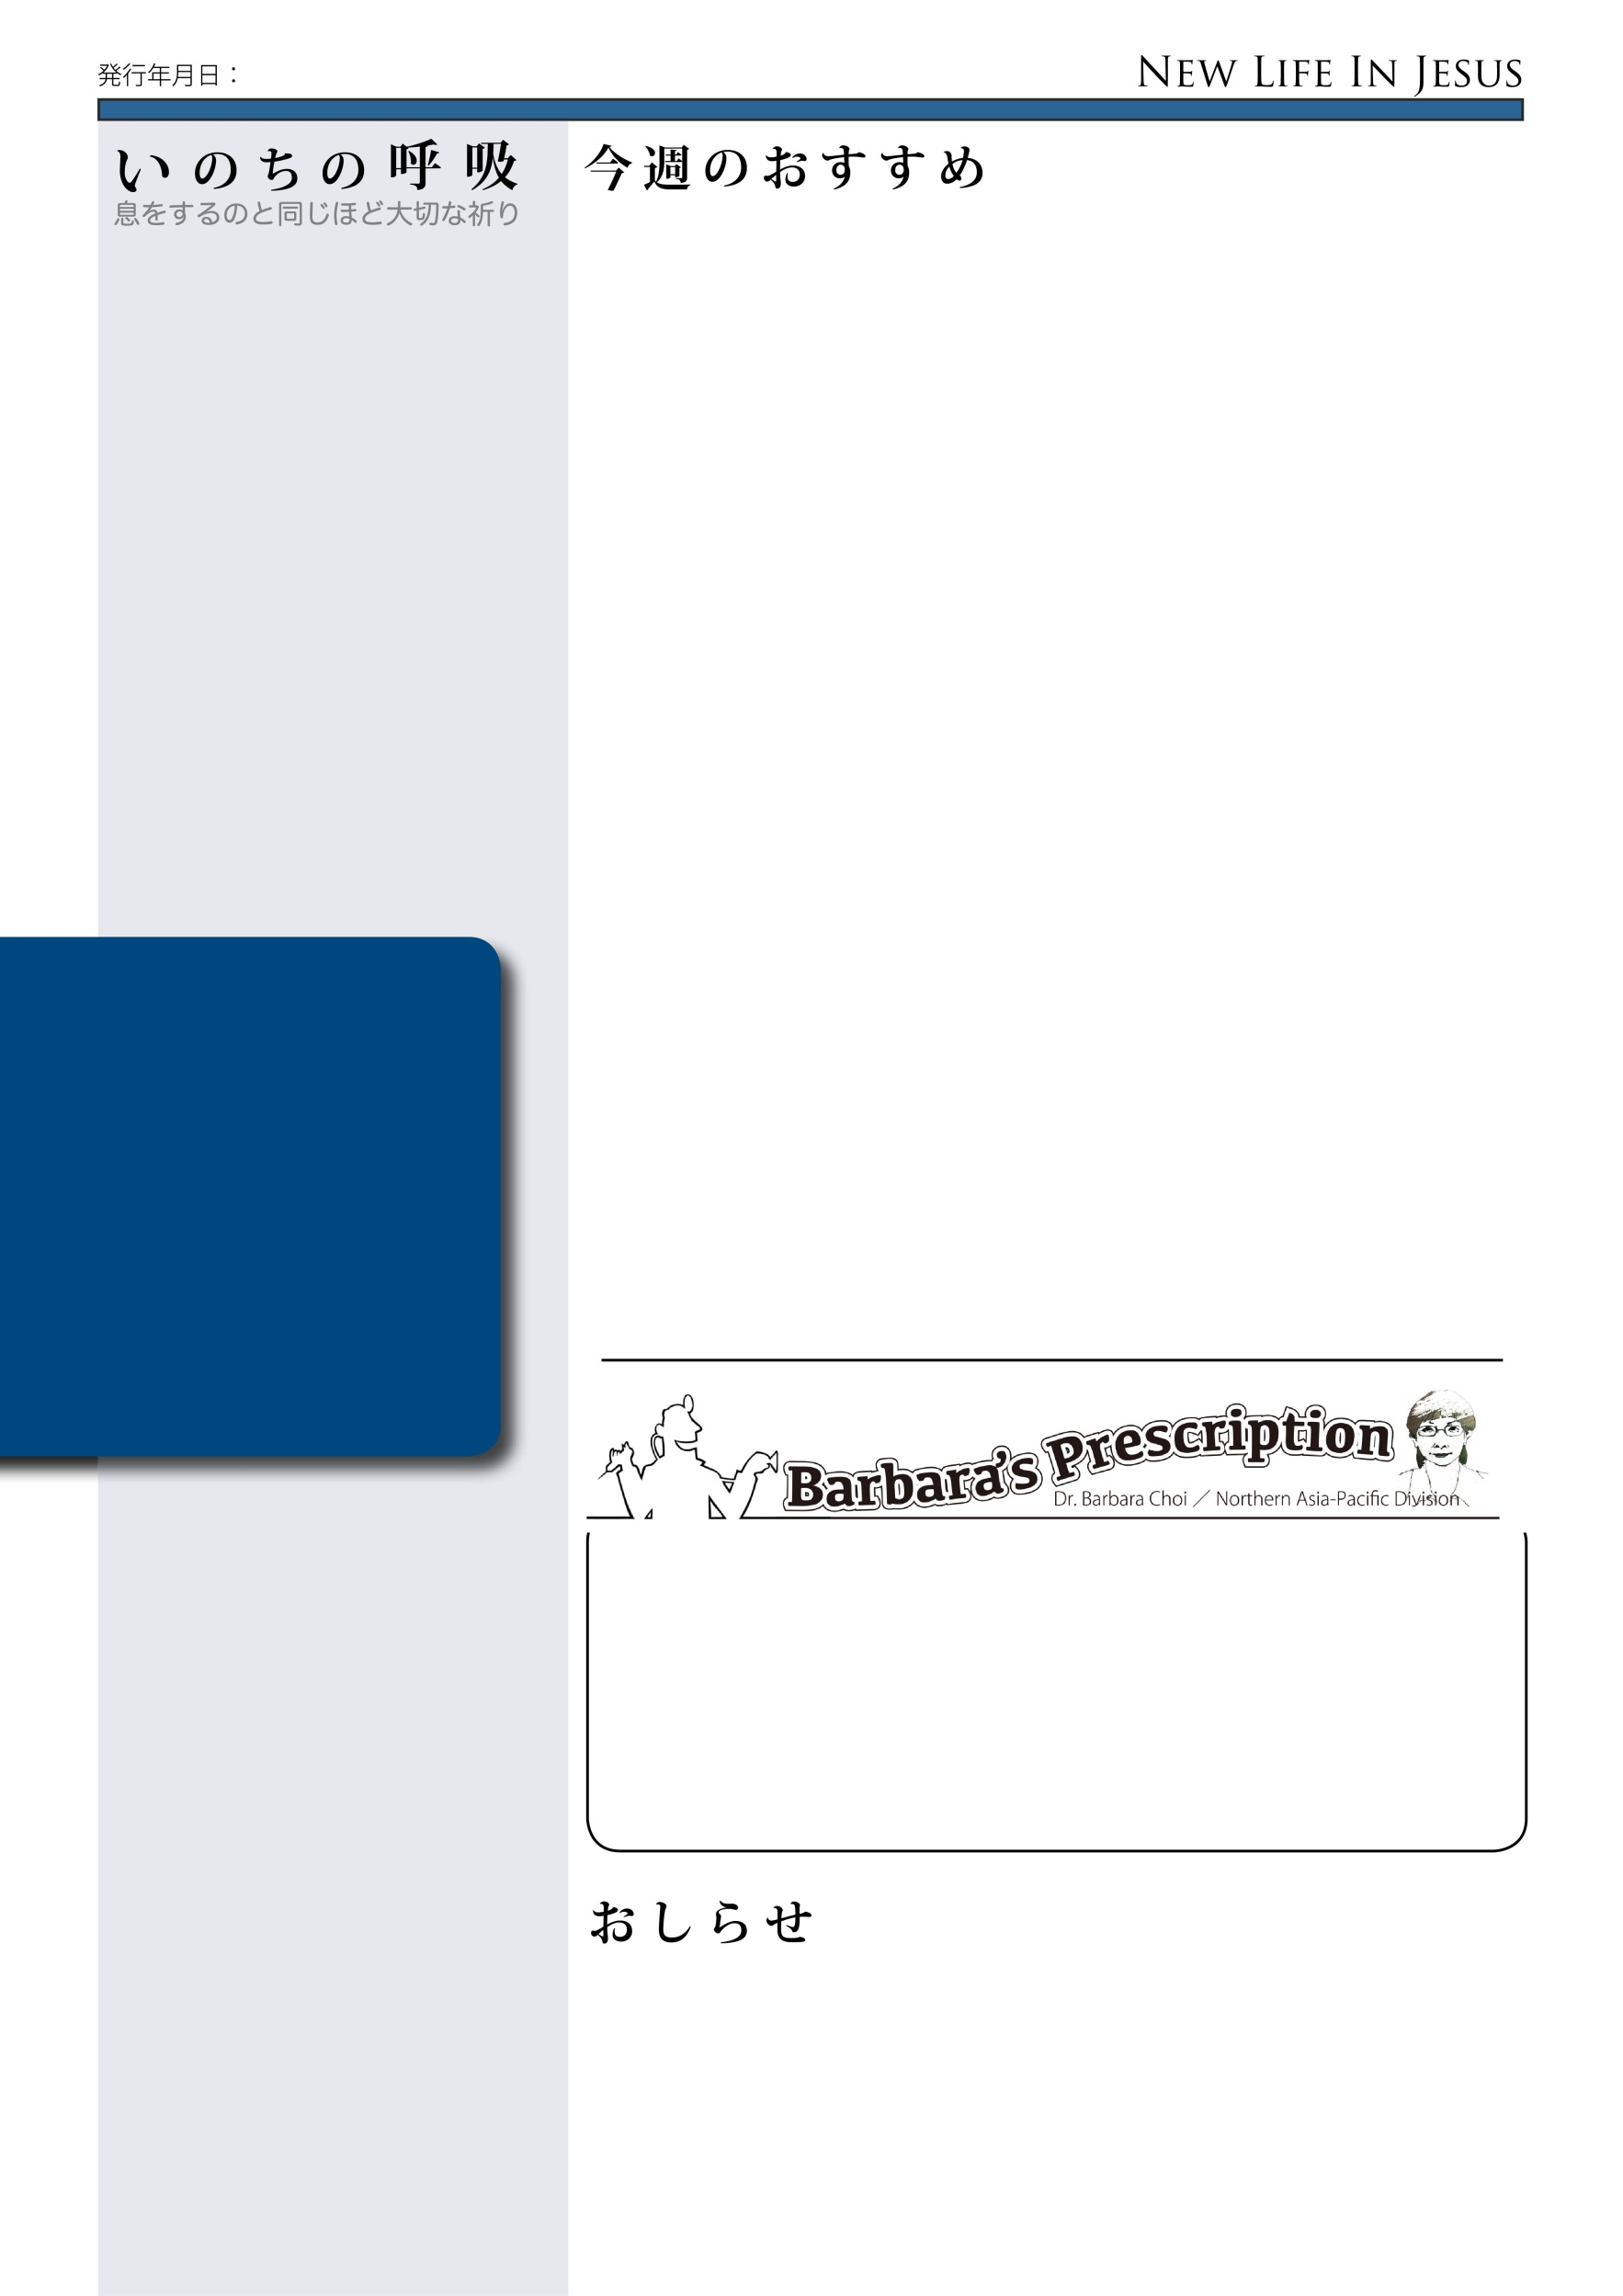 発行年月日：
NEW LIFE IN JESUS
いのちの呼吸
息をするのと同じほど大切な祈り
今週のおすすめ
Barbara's Prescription
Dr. Barbara Choi ／ Northern Asia-Pacific Division
おしらせ